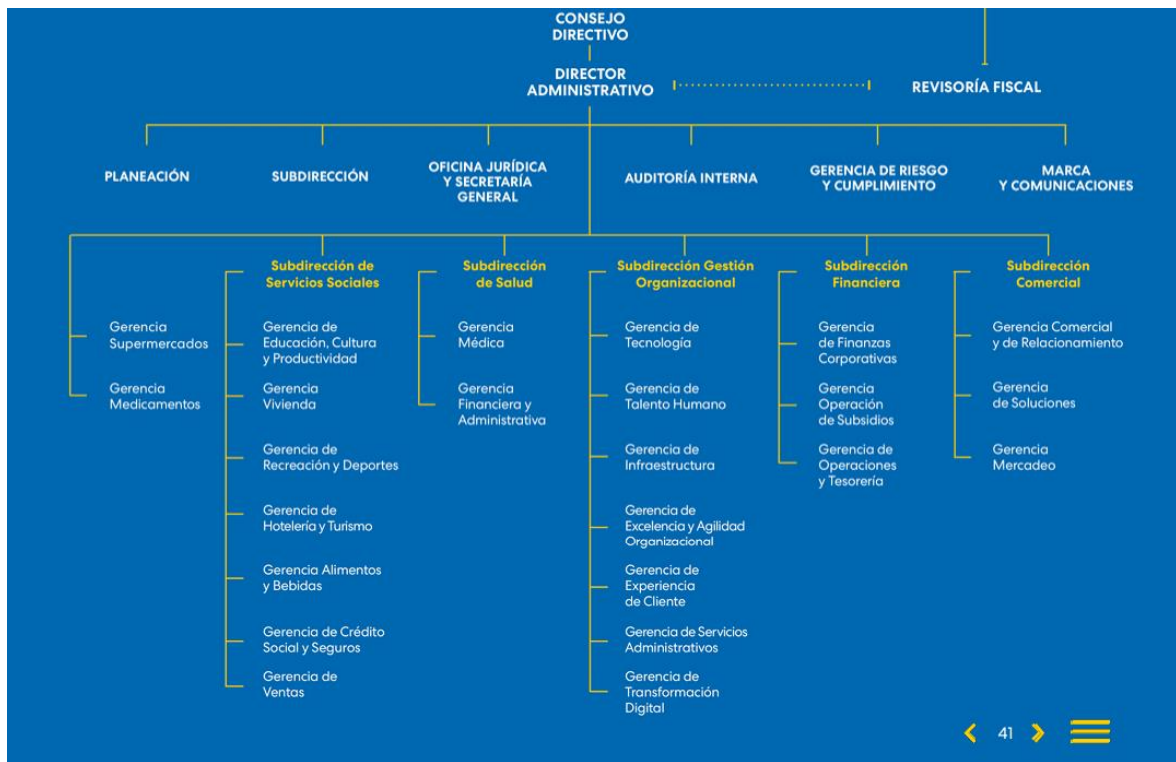 CONSEJO
DIRECTIVO
DIRECTOR
ADMINISTRATIVO
REVISORÍA FISCAL
PLANEACIÓN
SUBDIRECCIÓN
OFICINA JURÍDICA
Y SECRETARÍA
GENERAL
AUDITORÍA INTERNA
GERENCIA DE RIESGO
Y CUMPLIMIENTO
MARCA
Y COMUNICACIONES
Gerencia
Supermercados
Gerencia
Medicamentos
Subdirección de
Servicios Sociales
Gerencia de
Educación, Cultura
y Productividad
Gerencia
Vivienda
Gerencia de
Recreación y Deportes
Gerencia de
Hotelería y Turismo
Gerencia Alimentos
y Bebidas
Gerencia de Crédito
Social y Seguros
Gerencia de
Ventas
Subdirección
de Salud
Gerencia
Médica
Gerencia
Financiera y
Administrativa
Subdirección Gestión
Organizacional
Gerencia de
Tecnología
Gerencia de
Talento Humano
Gerencia de
Infraestructura
Gerencia de
Excelencia y Agilidad
Organizacional
Gerencia de
Experiencia
de Cliente
Gerencia de Servicios
Administrativos
Gerencia de
Transformación
Digital
Subdirección
Financiera
Gerencia
de Finanzas
Corporativas
Gerencia
Operación
de Subsidios
Gerencia de
Operaciones
y Tesorería
Subdirección
Comercial
Gerencia Comercial
y de Relacionamiento
Gerencia
de Soluciones
Gerencia
Mercadeo
41